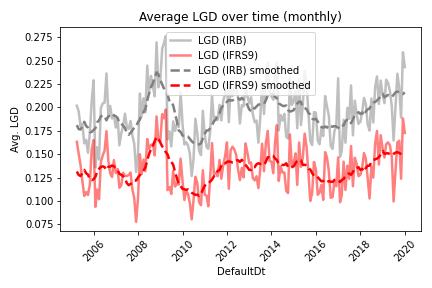 Average LGD over time (monthly)
Avg. LGD
0.275
0.250
0.225
0.200
0.175
0.150
0.125
0.100
0.075
LGD (IRB)
LGD (IFRS9)
LGD (IRB) smoothed
LGD (IFRS9) smoothed
2006
2008
2010
2012
2014
2016
2018
2020
DefaultDt